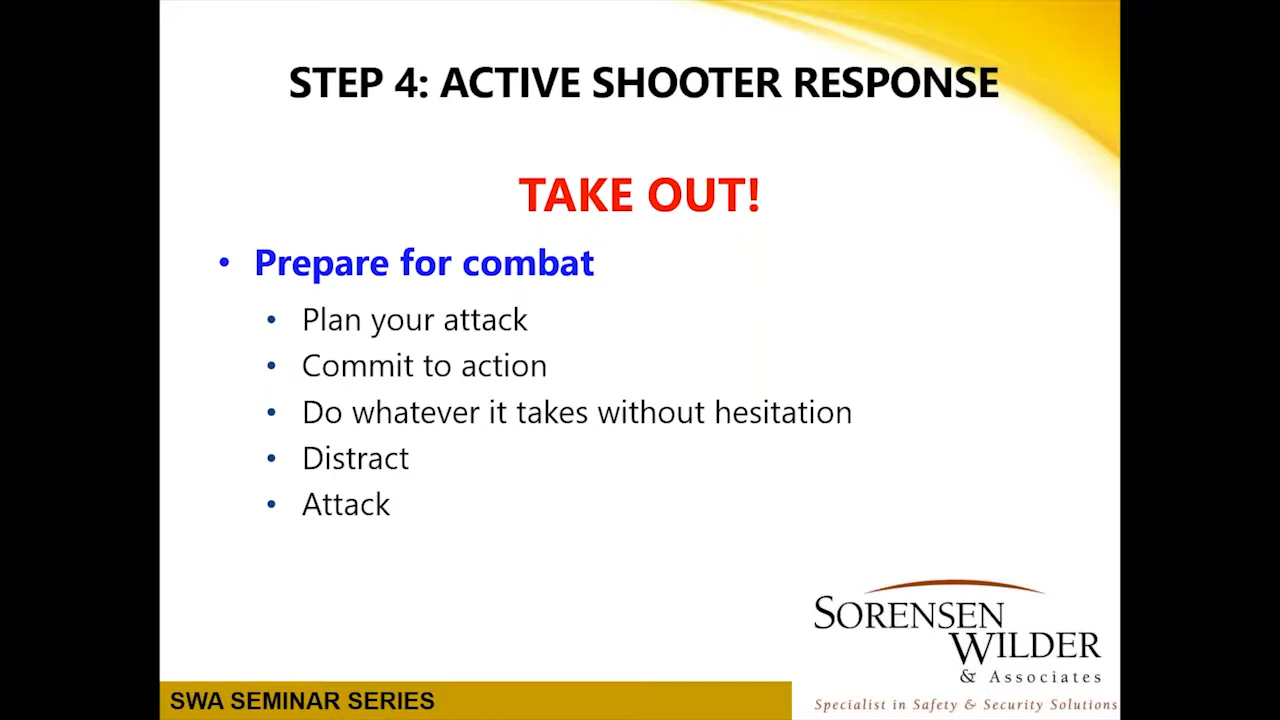 STEP 4: ACTIVE SHOOTER RESPONSE
TAKE OUT!
• Prepare for combat
• Plan your attack
• Commit to action
• Do whatever it takes without hesitation
• Distract
• Attack
SORENSEN
WILDER
& Associates
SWA SEMINAR SERIES
Specialist in Safety & Security Solutions